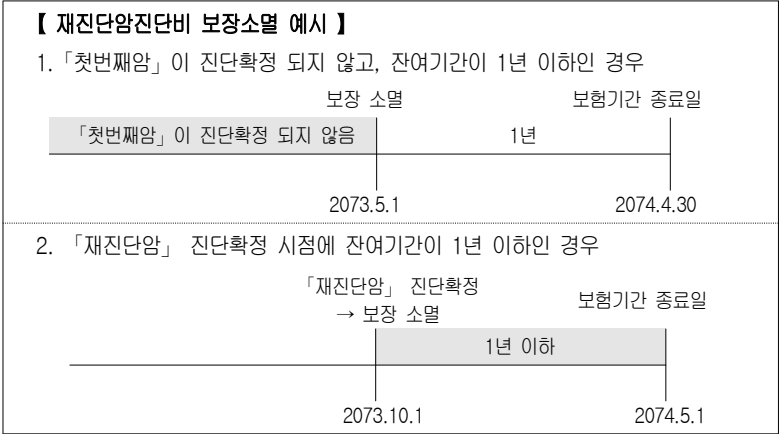 【 재진단암진단비 보장소멸 예시 】
1.「첫번째암」이 진단확정 되지 않고, 잔여기간이 1년 이하인 경우
보장 소멸 보험기간 종료일
「첫번째암」이 진단확정 되지 않음 1년
2073.5.1 2074.4.30
2. 「재진단암」 진단확정 시점에 잔여기간이 1년 이하인 경우
「재진단암」 진단확정
→ 보장 소멸 보험기간 종료일
1년 이하
2073.10.1 2074.5.1